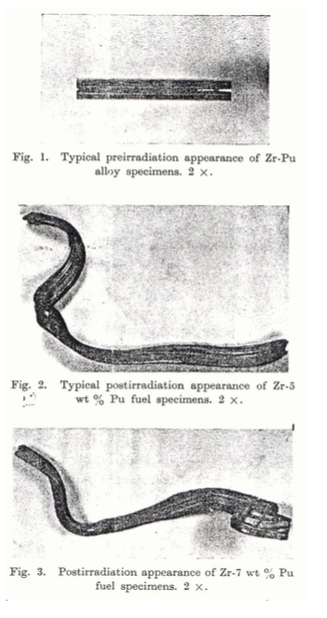 Fig. 1. Typical preirradiation appearance of Zr-Pu
alloy specimens. 2 ×.
Fig. 2. Typical postirradiation appearance of Zr-5
wt % Pu fuel specimens. 2 ×.
Fig. 3. Postirradiation appearance of Zr-7 wt % Pu
fuel specimens. 2 ×.